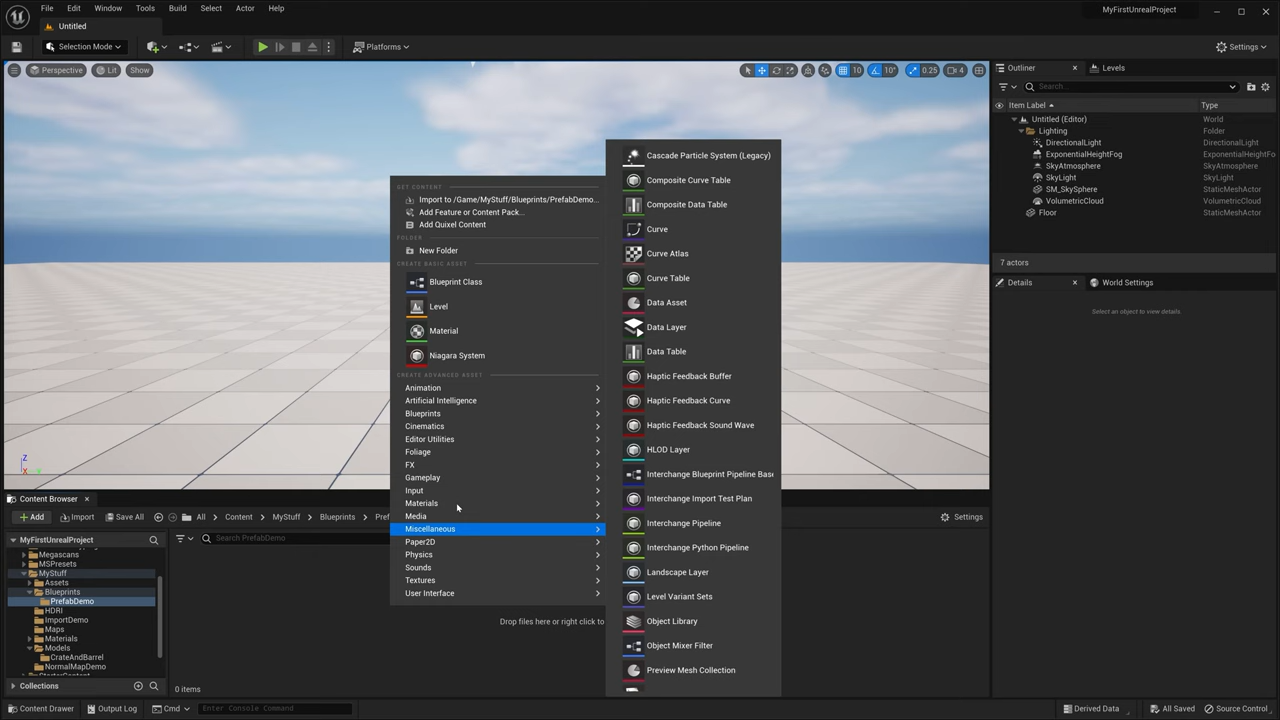 File Edit Window Tools Build Select Actor Help
MyFirstUnrealProject
Untitled
Selection Mode
Platforms
Settings
Perspective
Lit
Show
10
10°
0.25
4
Outliner
Levels
Search...
Item Label
Type
Untitled (Editor) World
Lighting Folder
DirectionalLight DirectionalLight
ExponentialHeightFog ExponentialHeightF
SkyAtmosphere SkyAtmosphere
SkyLight SkyLight
SM_SkySphere StaticMeshActor
VolumetricCloud VolumetricCloud
Floor StaticMeshActor
7 actors
Details
World Settings
Select an object to view details.
GET CONTENT
Import to /Game/MyStuff/Blueprints/PrefabDemo...
Add Feature or Content Pack...
Add Quixel Content
FOLDER
New Folder
CREATE BASIC ASSET
Blueprint Class
Level
Material
Niagara System
CREATE ADVANCED ASSET
Animation
Artificial Intelligence
Blueprints
Cinematics
Editor Utilities
Foliage
FX
Gameplay
Input
Materials
Media
Miscellaneous
Paper2D
Physics
Sounds
Textures
User Interface
Cascade Particle System (Legacy)
Composite Curve Table
Composite Data Table
Curve
Curve Atlas
Curve Table
Data Asset
Data Layer
Data Table
Haptic Feedback Buffer
Haptic Feedback Curve
Haptic Feedback Sound Wave
HLOD Layer
Interchange Blueprint Pipeline Base
Interchange Import Test Plan
Interchange Pipeline
Interchange Python Pipeline
Landscape Layer
Level Variant Sets
Object Library
Object Mixer Filter
Preview Mesh Collection
Z
X
Content Browser
Add
Import
Save All
All
Content
MyStuff
Blueprints
Pref
Settings
MyFirstUnrealProject
Search PrefabDemo
Megascans
MSPresets
MyStuff
Assets
Blueprints
PrefabDemo
HDRI
ImportDemo
Maps
Materials
Models
CrateAndBarrel
NormalMapDemo
Collections
Drop files here or right click to
0 items
Content Drawer
Output Log
Cmd
Enter Console Command
Derived Data
All Saved
Source Control